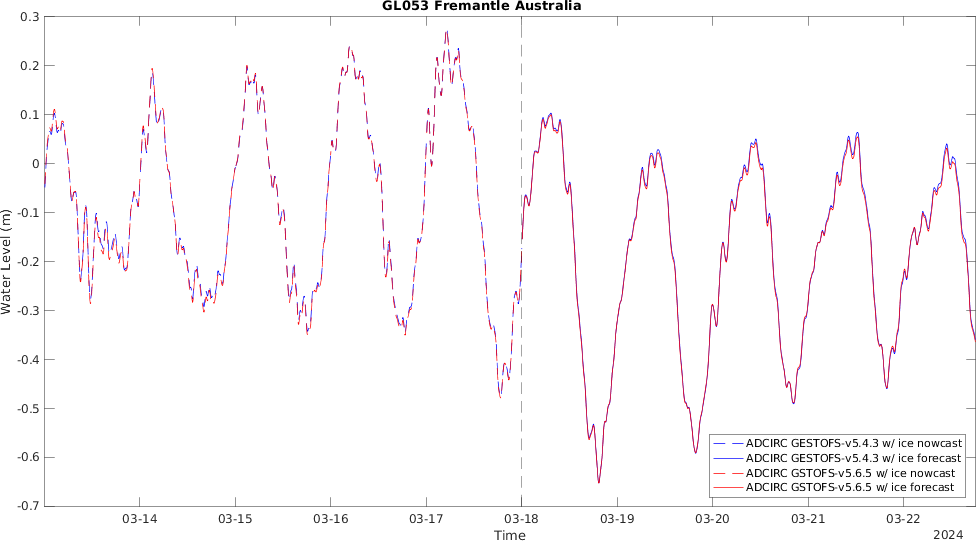 GL053 Fremantle Australia
0.3
0.2
0.1
0
-0.1
-0.2
-0.3
-0.4
-0.5
-0.6
-0.7
Water Level (m)
ADCIRC GESTOFS-v5.4.3 w/ ice nowcast
ADCIRC GESTOFS-v5.4.3 w/ ice forecast
ADCIRC GSTOFS-v5.6.5 w/ ice nowcast
ADCIRC GSTOFS-v5.6.5 w/ ice forecast
03-14 03-15 03-16 03-17 03-18 03-19 03-20 03-21 03-22
Time
2024